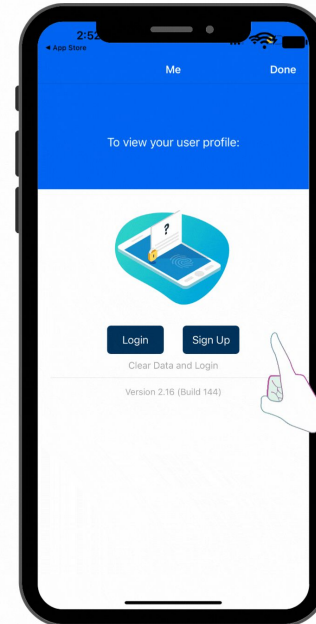 2:52
◀ App Store
Me Done
To view your user profile:
?
Login Sign Up
Clear Data and Login
Version 2.16 (Build 144)